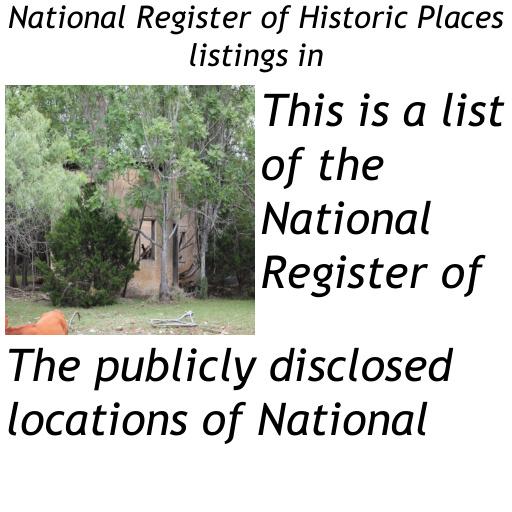 National Register of Historic Places
listings in
This is a list
of the
National
Register of
The publicly disclosed
locations of National